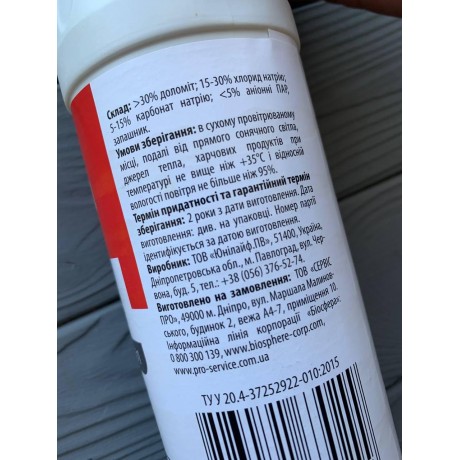 Склад: >30% доломіт; 15-30% хлорид натрію;
5-15% карбонат натрію; <5% аніонні ПАР,
запашник.
Умови зберігання: в сухому провітрюваному
місці, подалі від прямого сонячного світла,
джерел тепла, харчових продуктів при
температурі не вище ніж +35°С і відносній
вологості повітря не більше ніж 95%.
Термін придатності та гарантійний термін
зберігання: 2 роки з дати виготовлення. Дата
виготовлення: див. на упаковці. Номер партії
ідентифікується за датою виготовлення.
Виробник: ТОВ «Юнілайф.ПВ», 51400, Україна,
Дніпропетровська обл., м. Павлоград, вул. Чер-
вона, буд. 5, тел.: +38 (056) 376-52-74.
Виготовлено на замовлення: ТОВ "СЕРВІС
ПРО», 49000 м. Дніпро, вул. Маршала Малинов-
ського, будинок 2, вежа А4-7, приміщення 10.
Інформаційна лінія корпорації «Біосфера»:
0 800 300 139, www.biosphere-corp.com,
www.pro-service.com.ua
ТУ У 20.4-37252922-010:2015